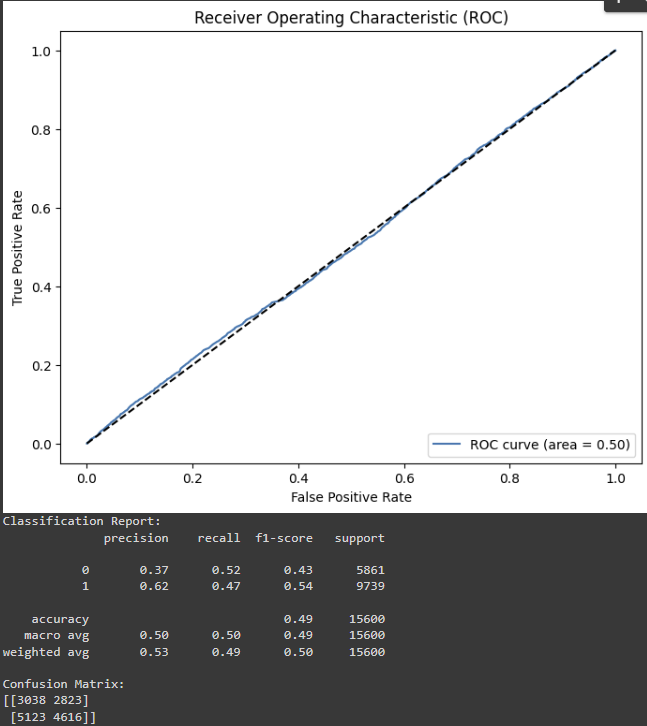 Receiver Operating Characteristic (ROC)
1.0
0.8
0.6
0.4
0.2
0.0
True Positive Rate
ROC curve (area = 0.50)
0.0 0.2 0.4 0.6 0.8 1.0
False Positive Rate
Classification Report:
precision recall f1-score support
0 0.37 0.52 0.43 5861
1 0.62 0.47 0.54 9739
accuracy 0.49 15600
macro avg 0.50 0.50 0.49 15600
weighted avg 0.53 0.49 0.50 15600
Confusion Matrix:
[[3038 2823]
[5123 4616]]